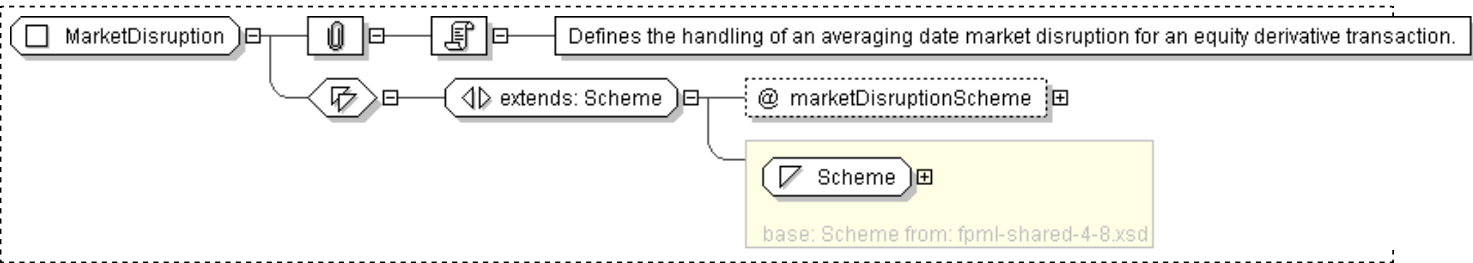 MarketDisruption
Defines the handling of an averaging date market disruption for an equity derivative transaction.
extends: Scheme
@ marketDisruptionScheme
Scheme
base: Scheme from: fpml-shared-4-8.xsd